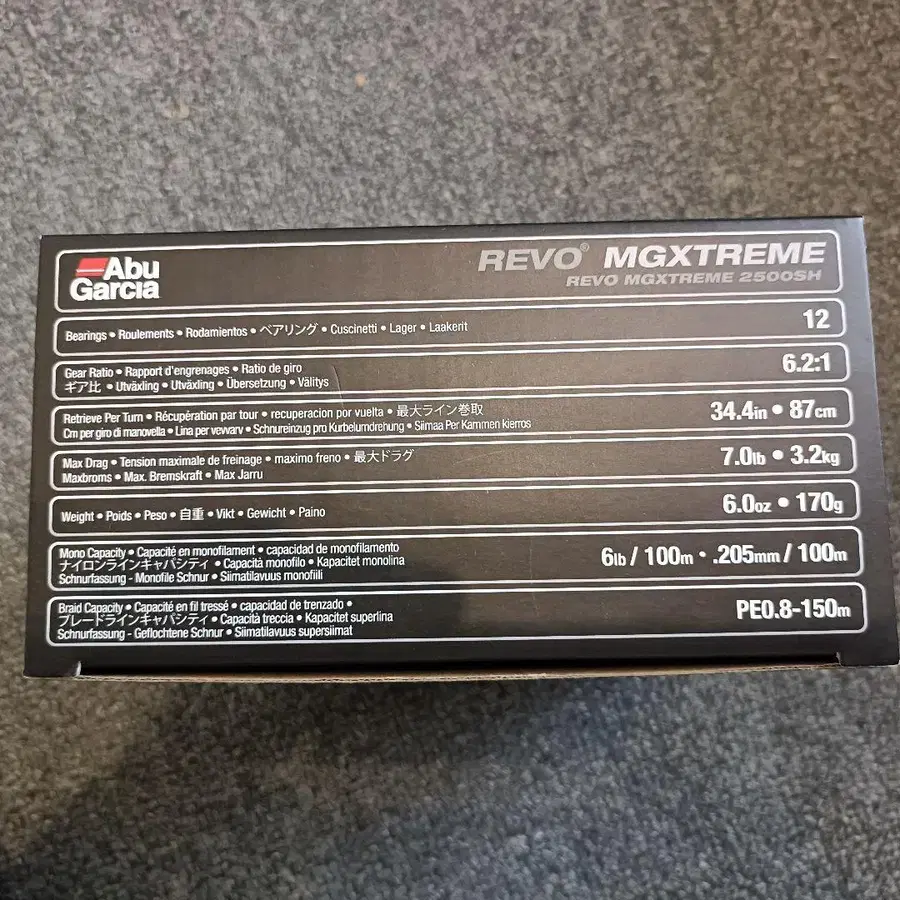 Abu
Garcia
REVO® MGXTREME
REVO MGXTREME 2500SH
Bearings • Roulements • Rodamientos • ベアリング • Cuscinetti • Lager • Laakerit
12
Gear Ratio • Rapport d'engrenages • Ratio de giro
ギア比 • Utväxling • Utväxling • Übersetzung • Välitys
6.2:1
Retrieve Per Turn • Récupération par tour • recuperacion por vuelta • 最大ライン巻取
Cm per giro di manovella • Lina per vevvarv • Schnureinzug pro Kurbelumdrehung • Siimaa Per Kammen kierros
34.4in • 87cm
Max Drag • Tension maximale de freinage • maximo freno • 最大ドラグ
Maxbroms • Max. Bremskraft • Max Jarru
7.0lb • 3.2kg
Weight • Poids • Peso • 自重 • Vikt • Gewicht • Paino
6.0oz • 170g
Mono Capacity • Capacité en monofilament • capacidad de monofilamento
ナイロンラインキャパシティ • Capacità monofilo • Kapacitet monolina
Schnurfassung - Monofile Schnur • Siimatilavuus monofiili
6lb / 100m • .205mm / 100m
Braid Capacity • Capacité en fil tressé • capacidad de trenzado •
ブレードラインキャパシティ • Capacità treccia • Kapacitet superlina
Schnurfassung - Geflochtene Schnur • Siimatilavuus supersiimat
PE0.8-150m